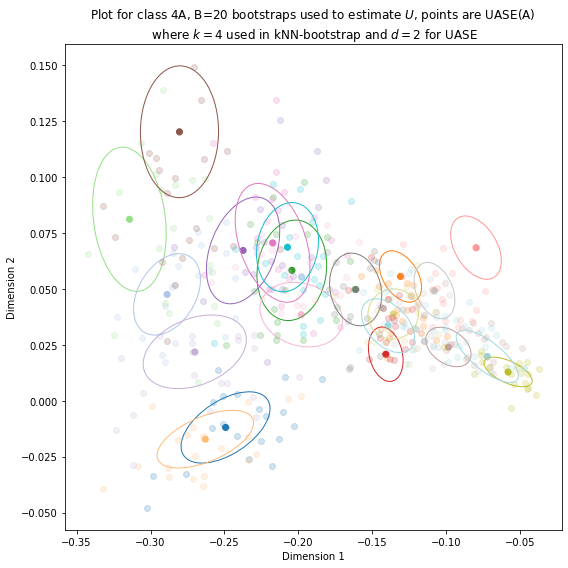 Plot for class 4A, B=20 bootstraps used to estimate U, points are UASE(A)
where k = 4 used in kNN-bootstrap and d = 2 for UASE
0.150
0.125
0.100
0.075
0.050
0.025
0.000
−0.025
−0.050
Dimension 2
−0.35 −0.30 −0.25 −0.20 −0.15 −0.10 −0.05
Dimension 1